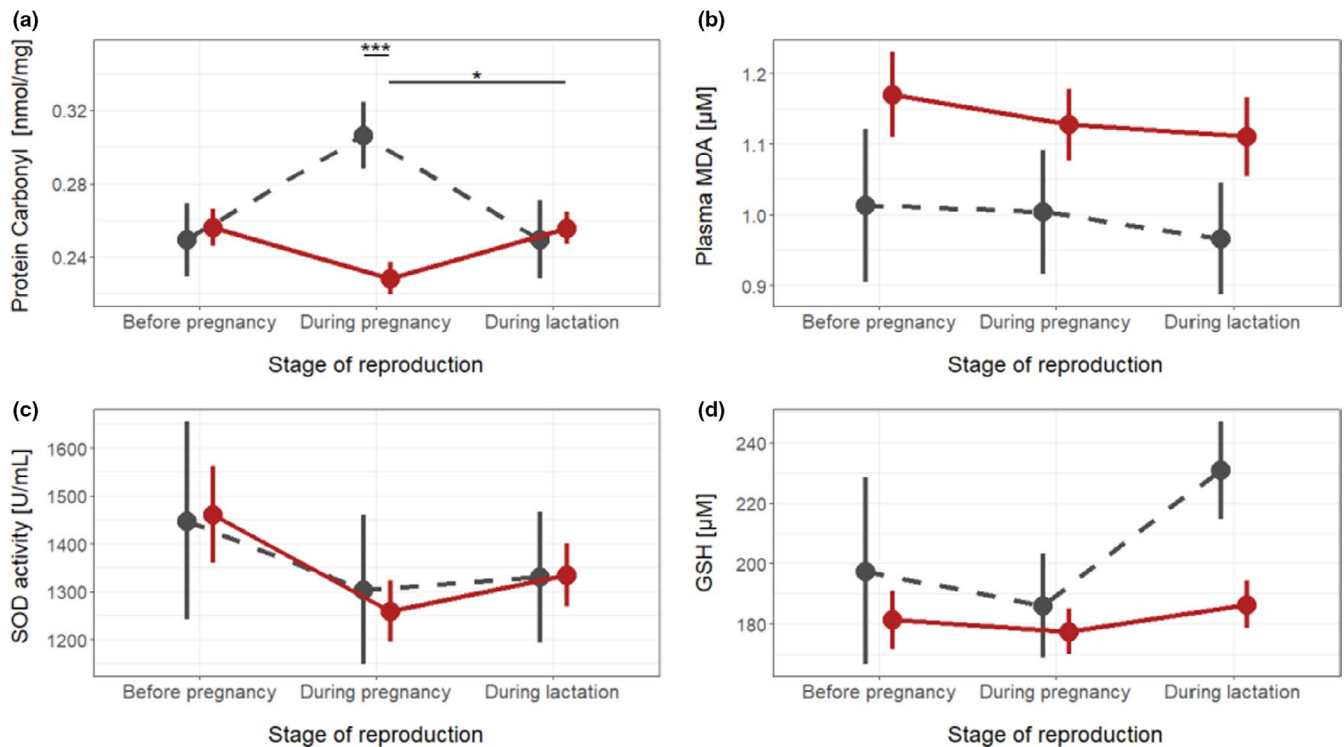 (a)
Protein Carbonyl [nmol/mg]
0.32
0.28
0.24
***
*
Before pregnancy
During pregnancy
During lactation
Stage of reproduction
(b)
Plasma MDA [µM]
1.2
1.1
1.0
0.9
Before pregnancy
During pregnancy
During lactation
Stage of reproduction
(c)
SOD activity [U/mL]
1600
1500
1400
1300
1200
Before pregnancy
During pregnancy
During lactation
Stage of reproduction
(d)
GSH [µM]
240
220
200
180
Before pregnancy
During pregnancy
During lactation
Stage of reproduction